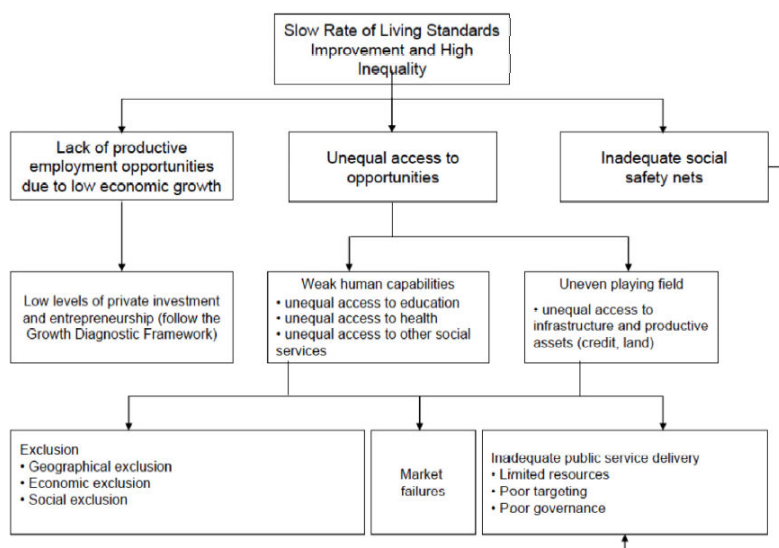 Slow Rate of Living Standards
Improvement and High
Inequality
Lack of productive
employment opportunities
due to low economic growth
Unequal access to
opportunities
Inadequate social
safety nets
Low levels of private investment
and entrepreneurship (follow the
Growth Diagnostic Framework)
Weak human capabilities
• unequal access to education
• unequal access to health
• unequal access to other social
services
Uneven playing field
• unequal access to
infrastructure and productive
assets (credit, land)
Exclusion
• Geographical exclusion
• Economic exclusion
• Social exclusion
Market
failures
Inadequate public service delivery
• Limited resources
• Poor targeting
• Poor governance